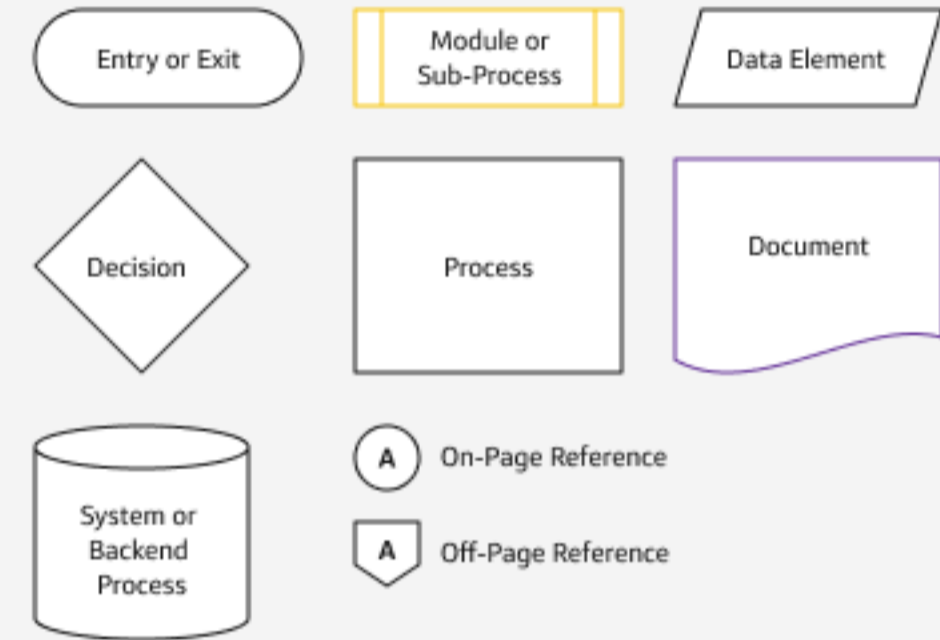 Entry or Exit
Module or
Sub-Process
Data Element
Decision
Process
Document
System or
Backend
Process
A
On-Page Reference
A
Off-Page Reference